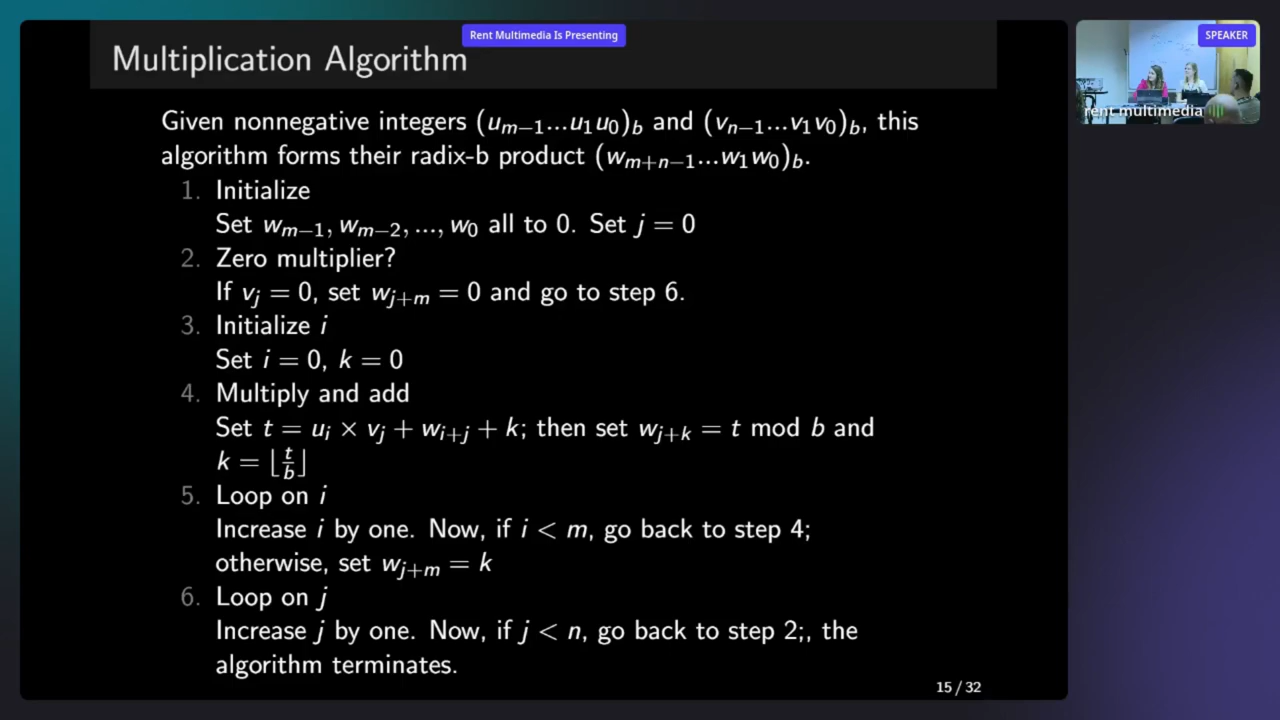 Rent Multimedia Is Presenting
SPEAKER
rent multimedia
Multiplication Algorithm
Given nonnegative integers (u_{m−1}...u_1u_0)_b and (v_{n−1}...v_1v_0)_b, this
algorithm forms their radix-b product (w_{m+n−1}...w_1w_0)_b.
1. Initialize
Set w_{m−1}, w_{m−2}, ..., w_0 all to 0. Set j = 0
2. Zero multiplier?
If v_j = 0, set w_{j+m} = 0 and go to step 6.
3. Initialize i
Set i = 0, k = 0
4. Multiply and add
Set t = u_i × v_j + w_{i+j} + k; then set w_{j+k} = t mod b and
k = ⌊t/b⌋
5. Loop on i
Increase i by one. Now, if i < m, go back to step 4;
otherwise, set w_{j+m} = k
6. Loop on j
Increase j by one. Now, if j < n, go back to step 2;, the
algorithm terminates.
15 / 32